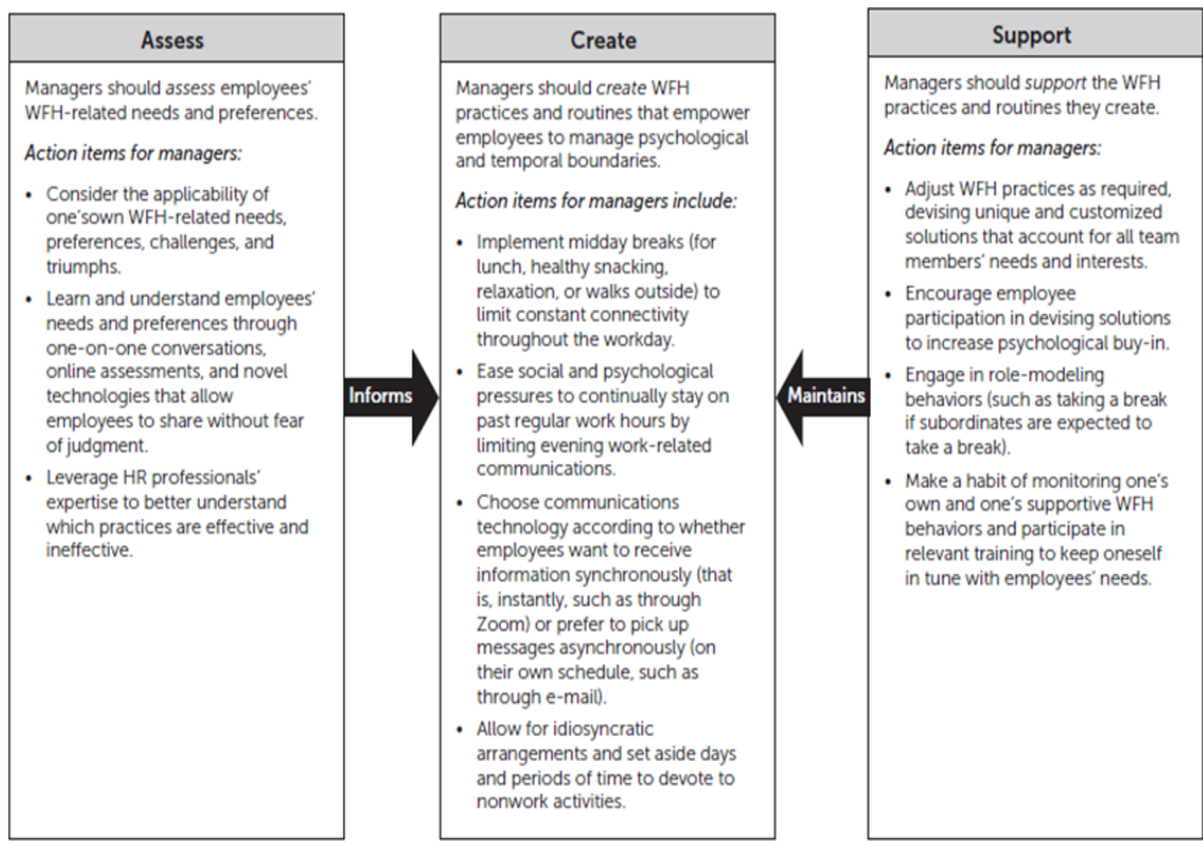 Assess
Managers should assess employees'
WFH-related needs and preferences.
Action items for managers:
• Consider the applicability of
one'sown WFH-related needs,
preferences, challenges, and
triumphs.
• Learn and understand employees'
needs and preferences through
one-on-one conversations,
online assessments, and novel
technologies that allow
employees to share without fear
of judgment.
• Leverage HR professionals'
expertise to better understand
which practices are effective and
ineffective.
Informs
Create
Managers should create WFH
practices and routines that empower
employees to manage psychological
and temporal boundaries.
Action items for managers include:
• Implement midday breaks (for
lunch, healthy snacking,
relaxation, or walks outside) to
limit constant connectivity
throughout the workday.
• Ease social and psychological
pressures to continually stay on
past regular work hours by
limiting evening work-related
communications.
• Choose communications
technology according to whether
employees want to receive
information synchronously (that
is, instantly, such as through
Zoom) or prefer to pick up
messages asynchronously (on
their own schedule, such as
through e-mail).
• Allow for idiosyncratic
arrangements and set aside days
and periods of time to devote to
nonwork activities.
Maintains
Support
Managers should support the WFH
practices and routines they create.
Action items for managers:
• Adjust WFH practices as required,
devising unique and customized
solutions that account for all team
members' needs and interests.
• Encourage employee
participation in devising solutions
to increase psychological buy-in.
• Engage in role-modeling
behaviors (such as taking a break
if subordinates are expected to
take a break).
• Make a habit of monitoring one's
own and one's supportive WFH
behaviors and participate in
relevant training to keep oneself
in tune with employees' needs.